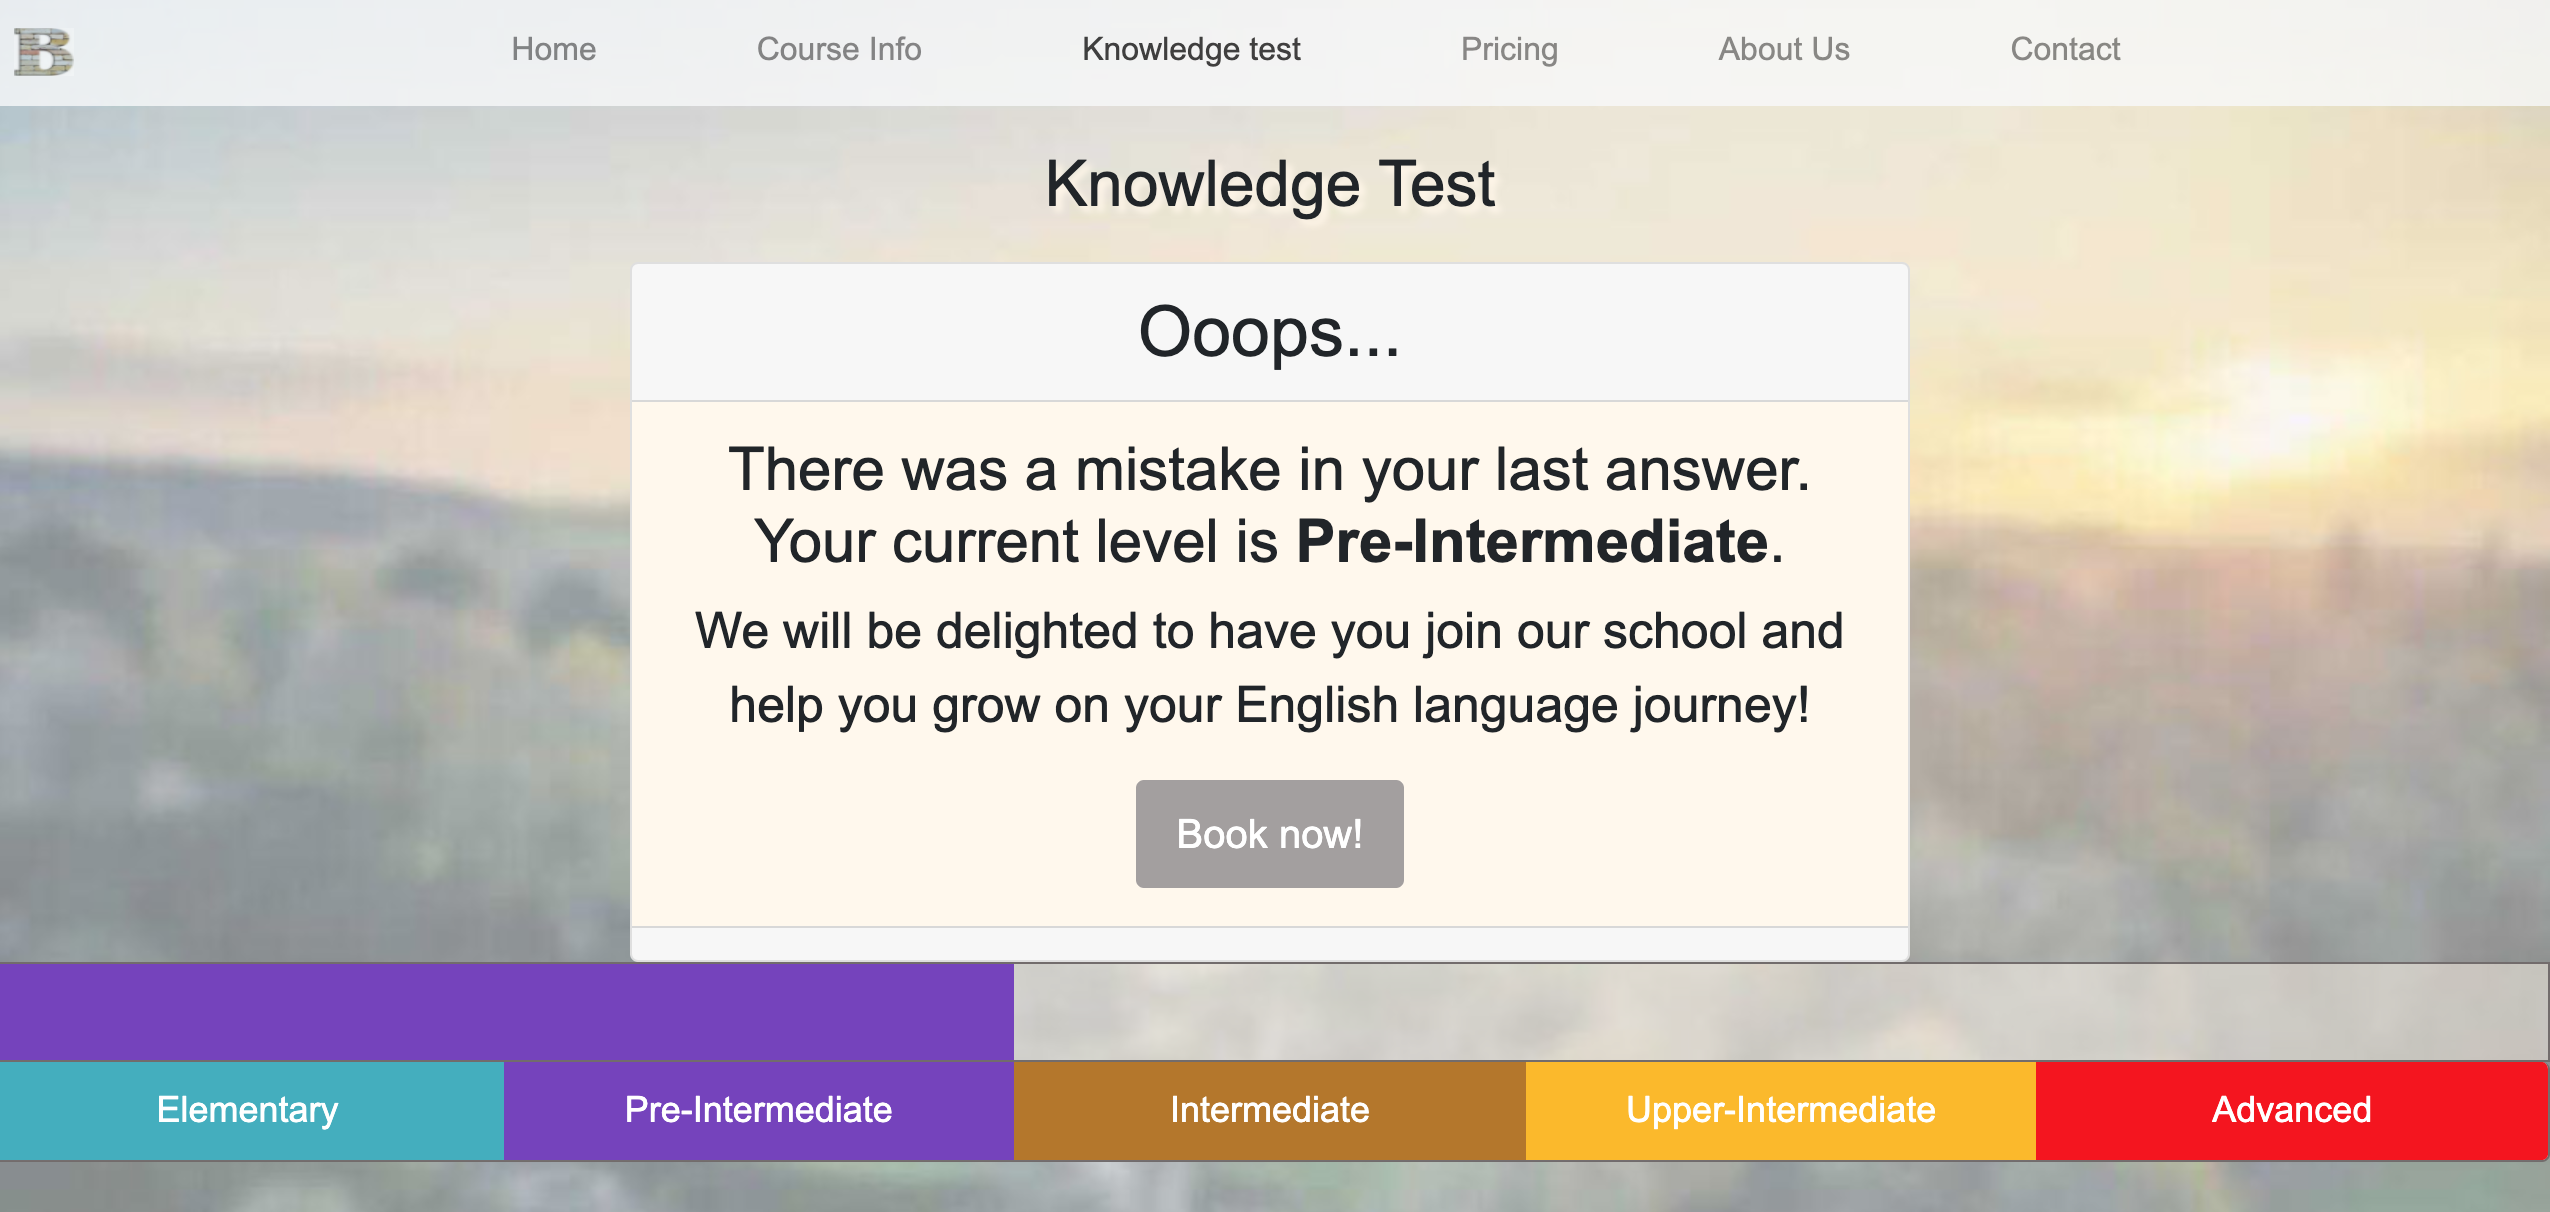 B
Home Course Info Knowledge test Pricing About Us Contact
Knowledge Test
Ooops...
There was a mistake in your last answer.
Your current level is Pre-Intermediate.
We will be delighted to have you join our school and
help you grow on your English language journey!
Book now!
Elementary Pre-Intermediate Intermediate Upper-Intermediate Advanced